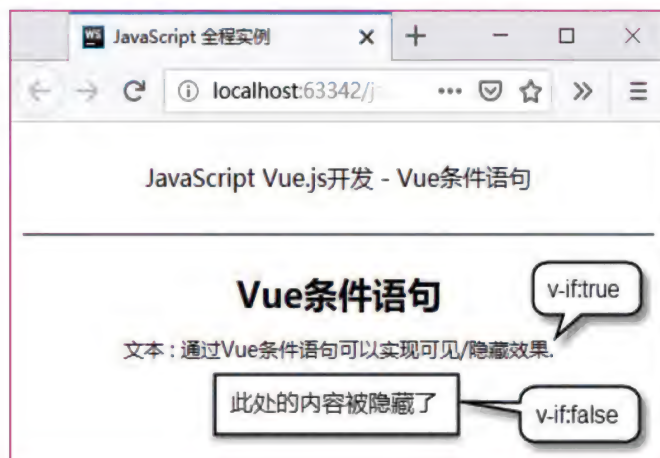 WS JavaScript 全程实例
localhost:63342/j
JavaScript Vue.js开发 - Vue条件语句
Vue条件语句
v-if:true
文本 : 通过Vue条件语句可以实现可见/隐藏效果.
此处的内容被隐藏了
v-if:false